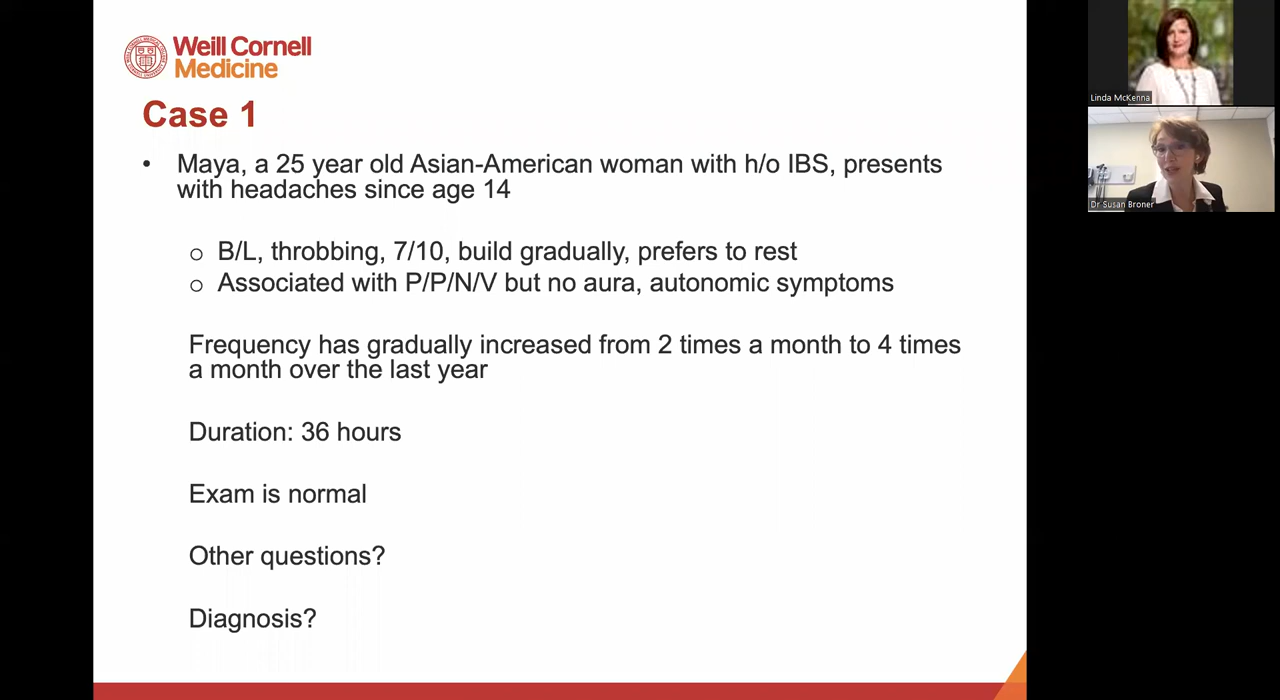 Weill Cornell
Medicine
Case 1
• Maya, a 25 year old Asian-American woman with h/o IBS, presents
with headaches since age 14
o B/L, throbbing, 7/10, build gradually, prefers to rest
o Associated with P/P/N/V but no aura, autonomic symptoms
Frequency has gradually increased from 2 times a month to 4 times
a month over the last year
Duration: 36 hours
Exam is normal
Other questions?
Diagnosis?
Linda McKenna
Dr Susan Broner